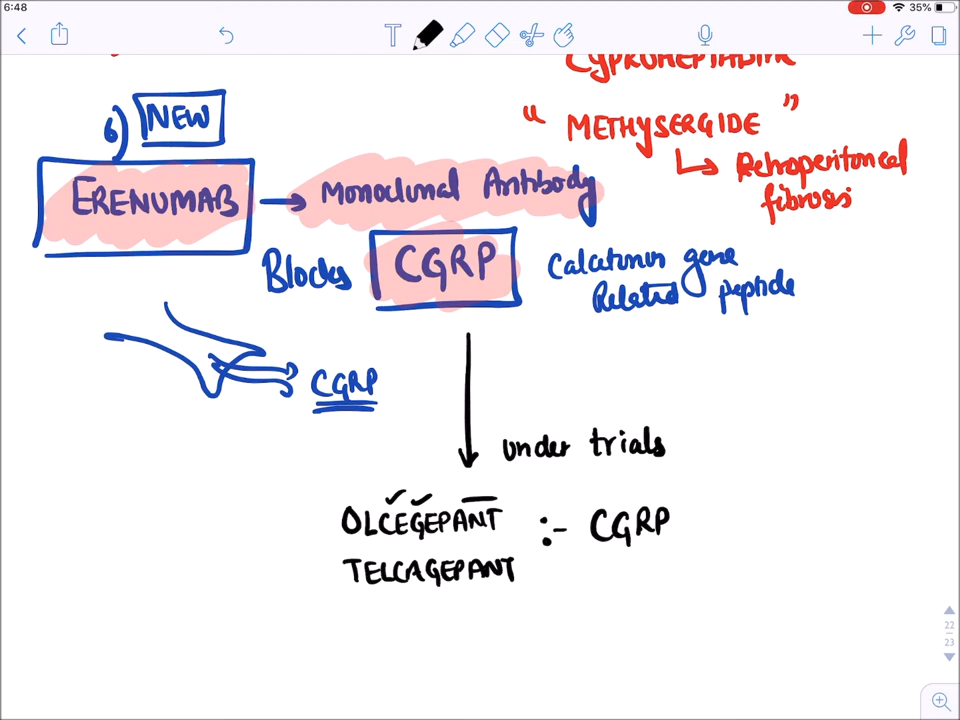 6:48
35%
CYPROHEPTADINE
6) NEW
" METHYSERGIDE "
Retroperitoneal
fibrosis
ERENUMAB → Monoclonal Antibody
Blocks CGRP
Calcitonin gene
Related peptide
CGRP
under trials
OLCEGEPANT :- CGRP
TELCAGEPANT
22
23